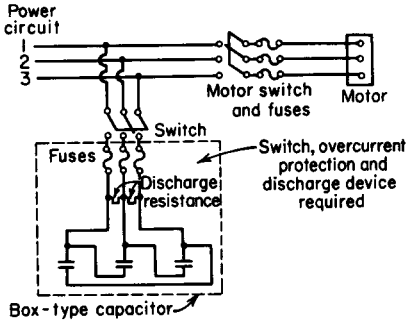 Power
circuit
1
2
3
Motor switch
and fuses
Motor
Switch
Fuses
Switch, overcurrent
protection and
discharge device
required
Discharge
resistance
Box-type capacitor